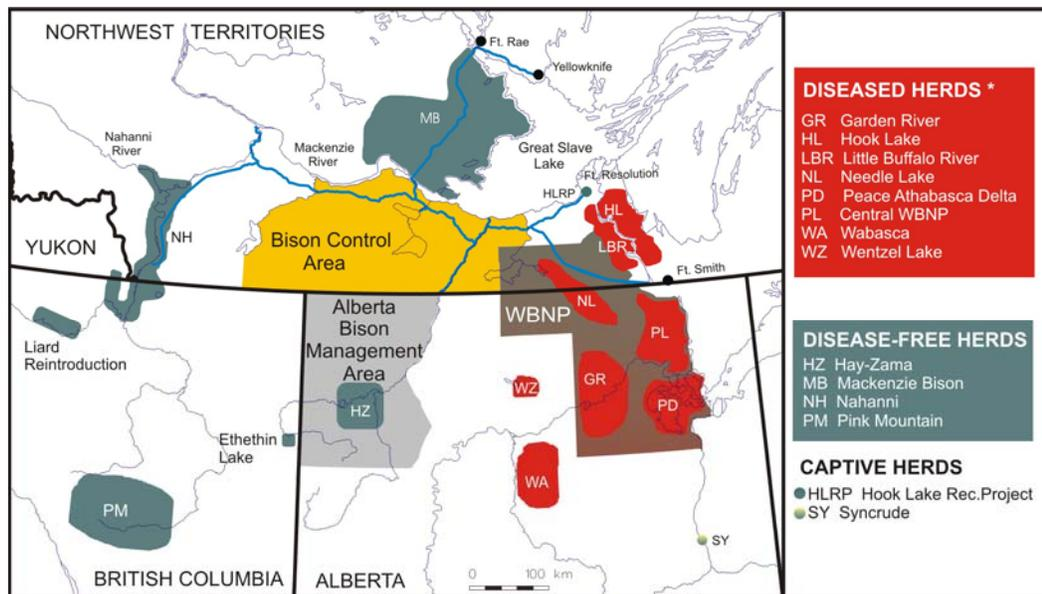 NORTHWEST TERRITORIES
Ft. Rae
Yellowknife
MB
Nahanni
River
Mackenzie
River
Great Slave
Lake
Ft. Resolution
HLRP
HL
LBR
NH
Bison Control
Area
YUKON
Ft. Smith
Alberta
Bison
Management
Area
WBNP
NL
PL
Liard
Reintroduction
HZ
WZ
GR
PD
Ethethin
Lake
WA
PM
SY
BRITISH COLUMBIA
ALBERTA
0 100 km
DISEASED HERDS *
GR Garden River
HL Hook Lake
LBR Little Buffalo River
NL Needle Lake
PD Peace Athabasca Delta
PL Central WBNP
WA Wabasca
WZ Wentzel Lake
DISEASE-FREE HERDS
HZ Hay-Zama
MB Mackenzie Bison
NH Nahanni
PM Pink Mountain
CAPTIVE HERDS
HLRP Hook Lake Rec.Project
SY Syncrude